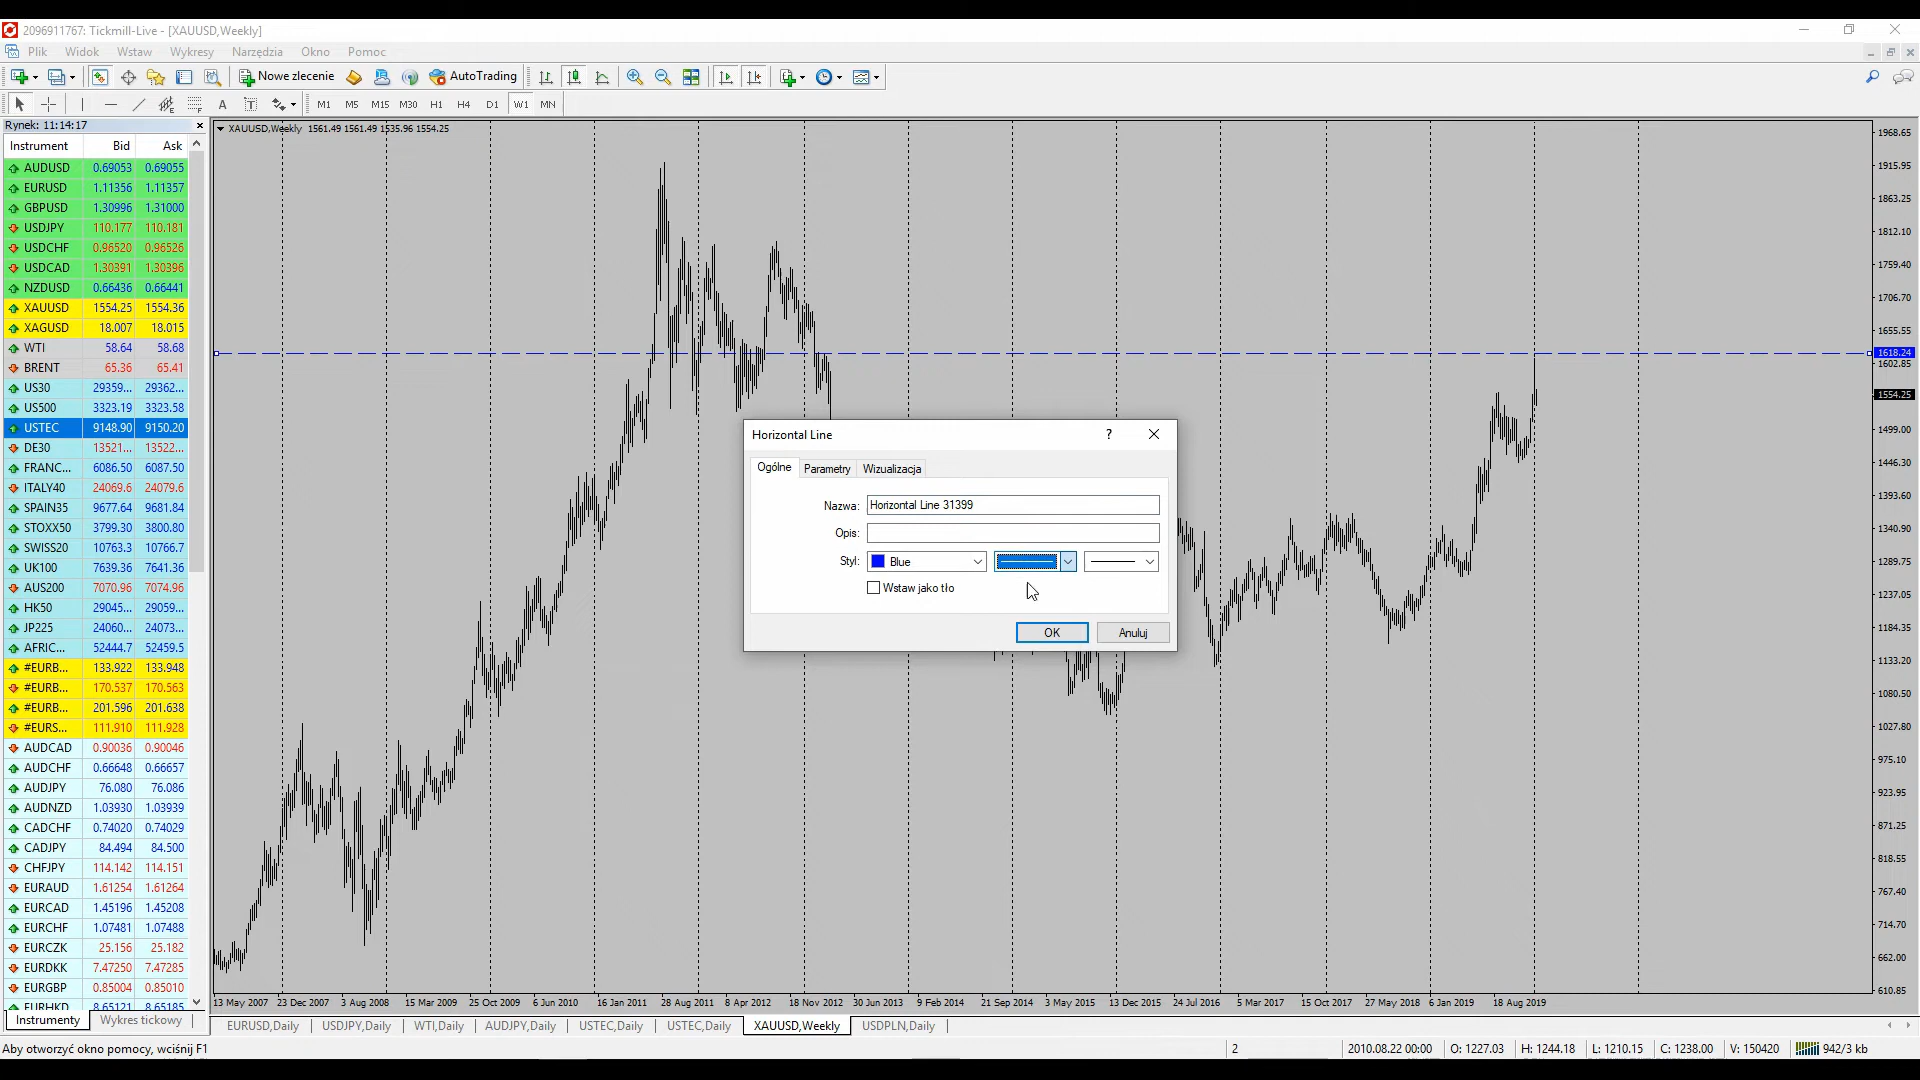 2096911767: Tickmill-Live - [XAUUSD,Weekly]
Plik Widok Wstaw Wykresy Narzędzia Okno Pomoc
Nowe zlecenie AutoTrading
A T M1 M5 M15 M30 H1 H4 D1 W1 MN
Rynek: 11:14:17
Instrument Bid Ask
AUDUSD 0.69053 0.69055
EURUSD 1.11356 1.11357
GBPUSD 1.30996 1.31000
USDJPY 110.177 110.181
USDCHF 0.96520 0.96526
USDCAD 1.30391 1.30396
NZDUSD 0.66436 0.66441
XAUUSD 1554.25 1554.36
XAGUSD 18.007 18.015
WTI 58.64 58.68
BRENT 65.36 65.41
US30 29359... 29362...
US500 3323.19 3323.58
USTEC 9148.90 9150.20
DE30 13521... 13522...
FRANC... 6086.50 6087.50
ITALY40 24069.6 24079.6
SPAIN35 9677.64 9681.84
STOXX50 3799.30 3800.80
SWISS20 10763.3 10766.7
UK100 7639.36 7641.36
AUS200 7070.96 7074.96
HK50 29045... 29059...
JP225 24060... 24073...
AFRIC... 52444.7 52459.5
#EURB... 133.922 133.948
#EURB... 170.537 170.563
#EURB... 201.596 201.638
#EURS... 111.910 111.928
AUDCAD 0.90036 0.90046
AUDCHF 0.66648 0.66657
AUDJPY 76.080 76.086
AUDNZD 1.03930 1.03939
CADCHF 0.74020 0.74029
CADJPY 84.494 84.500
CHFJPY 114.142 114.151
EURAUD 1.61254 1.61264
EURCAD 1.45196 1.45208
EURCHF 1.07481 1.07488
EURCZK 25.156 25.182
EURDKK 7.47250 7.47285
EURGBP 0.85004 0.85010
EURHKD 8.65121 8.65185
Instrumenty Wykres tickowy
XAUUSD,Weekly 1561.49 1561.49 1535.96 1554.25
1968.65
1915.95
1863.25
1812.10
1759.40
1706.70
1655.55
1618.24
1602.85
1554.25
1499.00
1446.30
1393.60
1340.90
1289.75
1237.05
1184.35
1133.20
1080.50
1027.80
975.10
923.95
871.25
818.55
767.40
714.70
662.00
610.85
Horizontal Line ?
Ogólne Parametry Wizualizacja
Nazwa: Horizontal Line 31399
Opis:
Styl: Blue
Wstaw jako tło
OK Anuluj
13 May 2007 23 Dec 2007 3 Aug 2008 15 Mar 2009 25 Oct 2009 6 Jun 2010 16 Jan 2011 28 Aug 2011 8 Apr 2012 18 Nov 2012 30 Jun 2013 9 Feb 2014 21 Sep 2014 3 May 2015 13 Dec 2015 24 Jul 2016 5 Mar 2017 15 Oct 2017 27 May 2018 6 Jan 2019 18 Aug 2019
EURUSD,Daily USDJPY,Daily WTI,Daily AUDJPY,Daily USTEC,Daily USTEC,Daily XAUUSD,Weekly USDPLN,Daily
Aby otworzyć okno pomocy, wciśnij F1 2 2010.08.22 00:00 O: 1227.03 H: 1244.18 L: 1210.15 C: 1238.00 V: 150420 942/3 kb